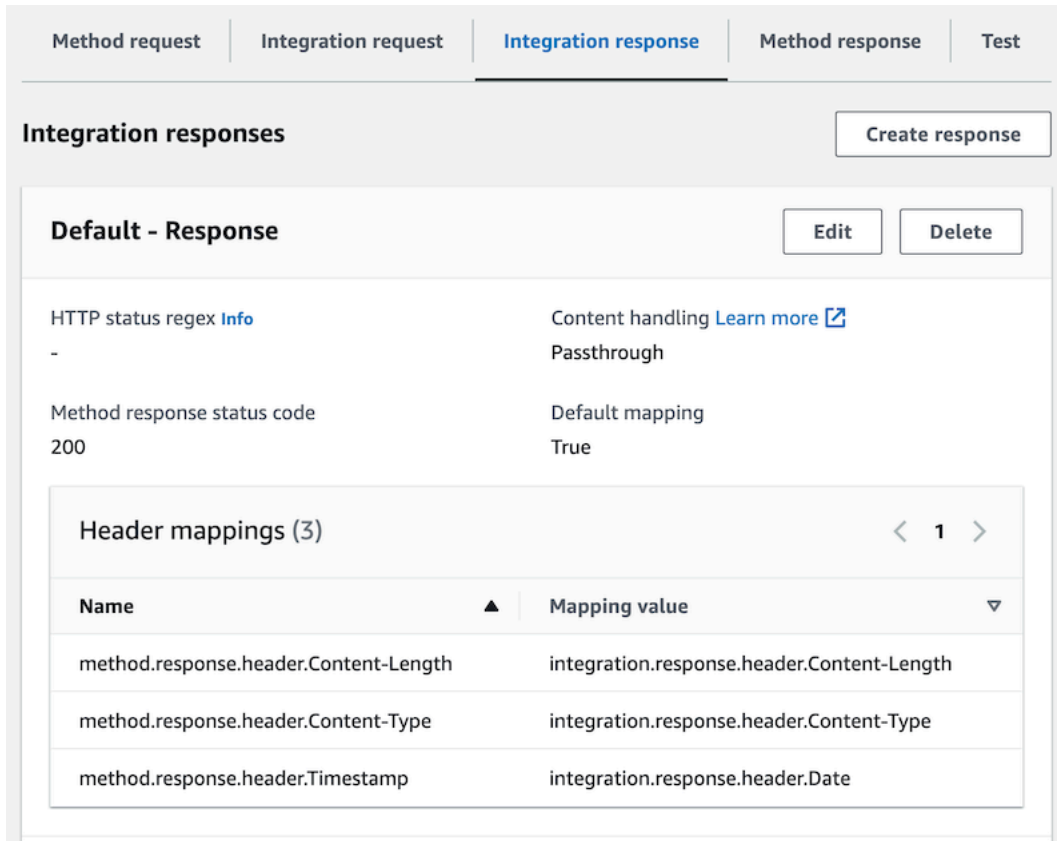 Method request Integration request Integration response Method response Test
Integration responses Create response
Default - Response Edit Delete
HTTP status regex Info Content handling Learn more
- Passthrough
Method response status code Default mapping
200 True
Header mappings (3) 1
Name Mapping value
method.response.header.Content-Length integration.response.header.Content-Length
method.response.header.Content-Type integration.response.header.Content-Type
method.response.header.Timestamp integration.response.header.Date